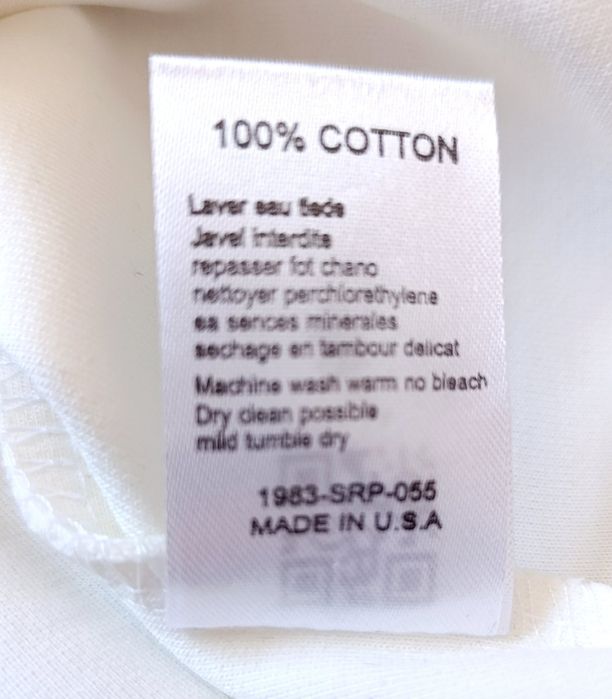 100% COTTON
Laver eau tiede
Javel interdite
repasser fot chano
nettoyer perchlorethylene
ea sences minerales
sechage en tambour delicat
Machine wash warm no bleach
Dry clean possible
mild tumble dry
1983-SRP-055
MADE IN U.S.A